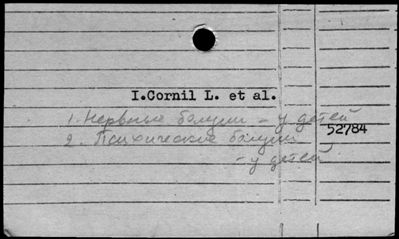 I.Cornil L. et al.
1. Нервные болезни - у детей
52784
2. Психические болезни
- у детей